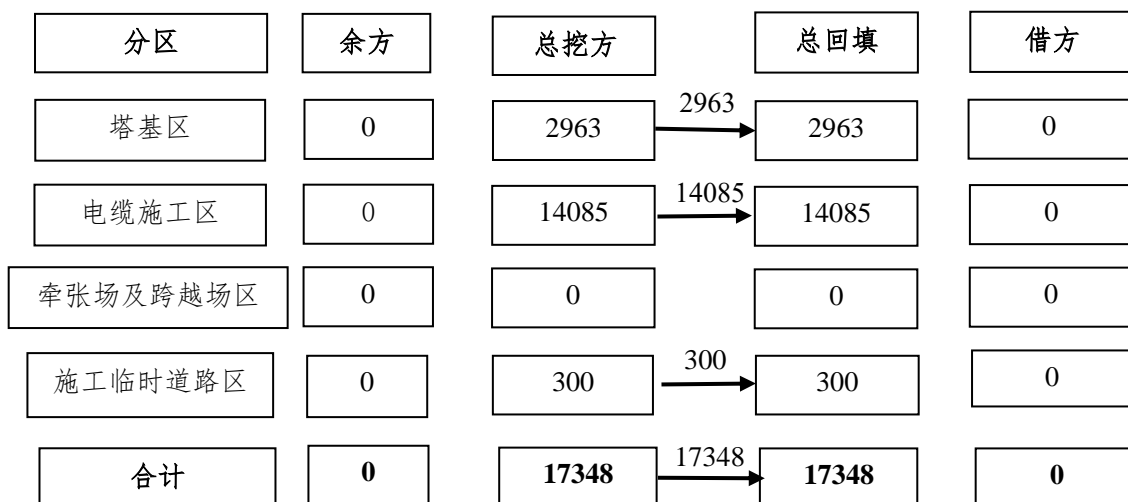 分区 余方 总挖方 总回填 借方
塔基区 0 2963 2963 2963 0
电缆施工区 0 14085 14085 14085 0
牵张场及跨越场区 0 0 0 0
施工临时道路区 0 300 300 300 0
合计 0 17348 17348 17348 0